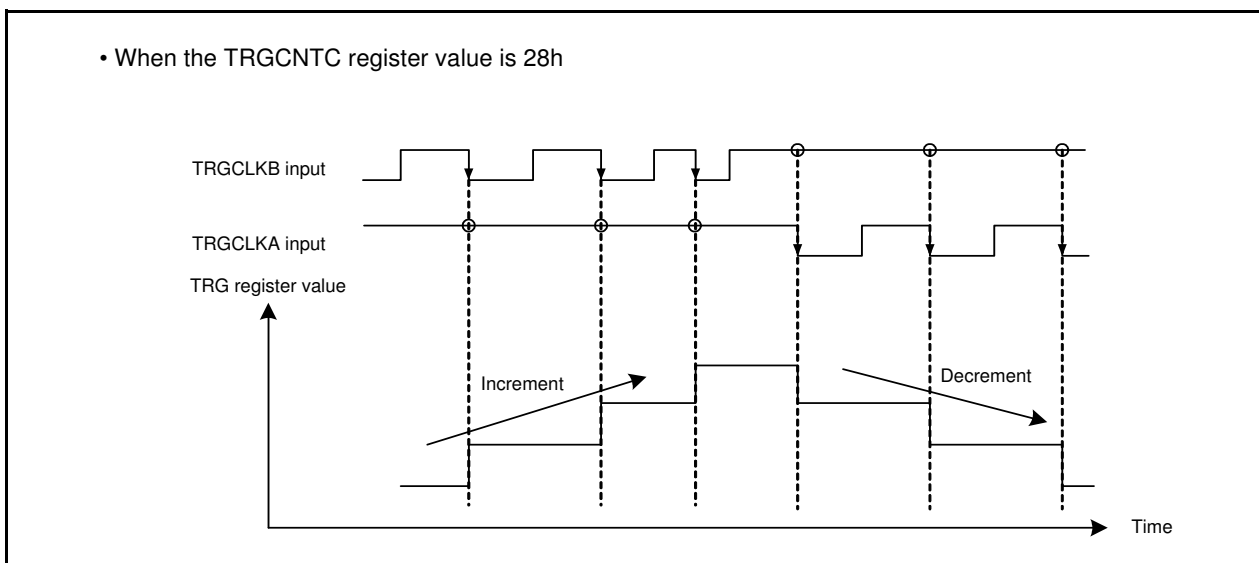 • When the TRGCNTC register value is 28h
TRGCLKB input
TRGCLKA input
TRG register value
Increment
Decrement
Time